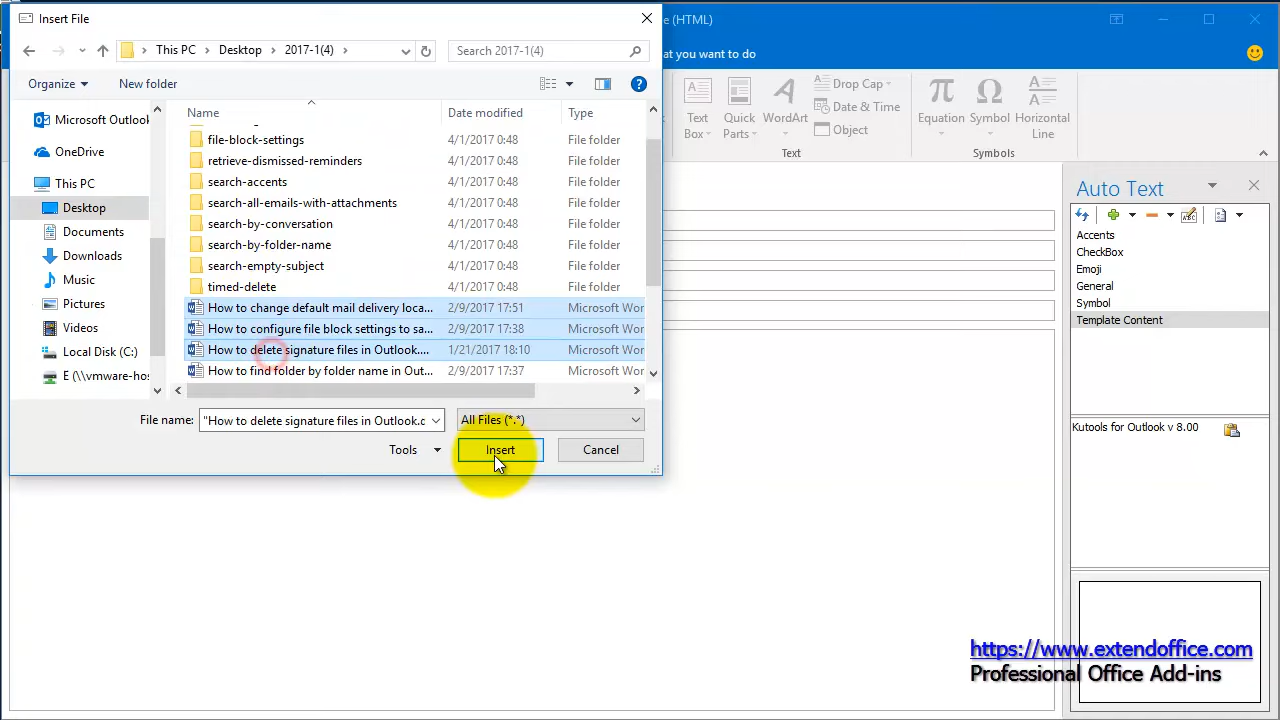 Insert File
e (HTML)
This PC
Desktop
2017-1(4)
Search 2017-1(4)
at you want to do
Organize
New folder
Text Box
Quick Parts
WordArt
Drop Cap
Date & Time
Object
Equation
Symbol
Horizontal Line
Text
Symbols
Name
Date modified
Type
Microsoft Outlook
OneDrive
This PC
Desktop
Documents
Downloads
Music
Pictures
Videos
Local Disk (C:)
E (\\vmware-hos
file-block-settings 4/1/2017 0:48 File folder
retrieve-dismissed-reminders 4/1/2017 0:48 File folder
search-accents 4/1/2017 0:48 File folder
search-all-emails-with-attachments 4/1/2017 0:48 File folder
search-by-conversation 4/1/2017 0:48 File folder
search-by-folder-name 4/1/2017 0:48 File folder
search-empty-subject 4/1/2017 0:48 File folder
timed-delete 4/1/2017 0:48 File folder
How to change default mail delivery loca... 2/9/2017 17:51 Microsoft Wor
How to configure file block settings to sa... 2/9/2017 17:38 Microsoft Wor
How to delete signature files in Outlook.... 1/21/2017 18:10 Microsoft Wor
How to find folder by folder name in Out... 2/9/2017 17:37 Microsoft Wor
File name:
"How to delete signature files in Outlook.c
All Files (*.*)
Tools
Insert
Cancel
Auto Text
Accents
CheckBox
Emoji
General
Symbol
Template Content
Kutools for Outlook v 8.00
https://www.extendoffice.com
Professional Office Add-ins